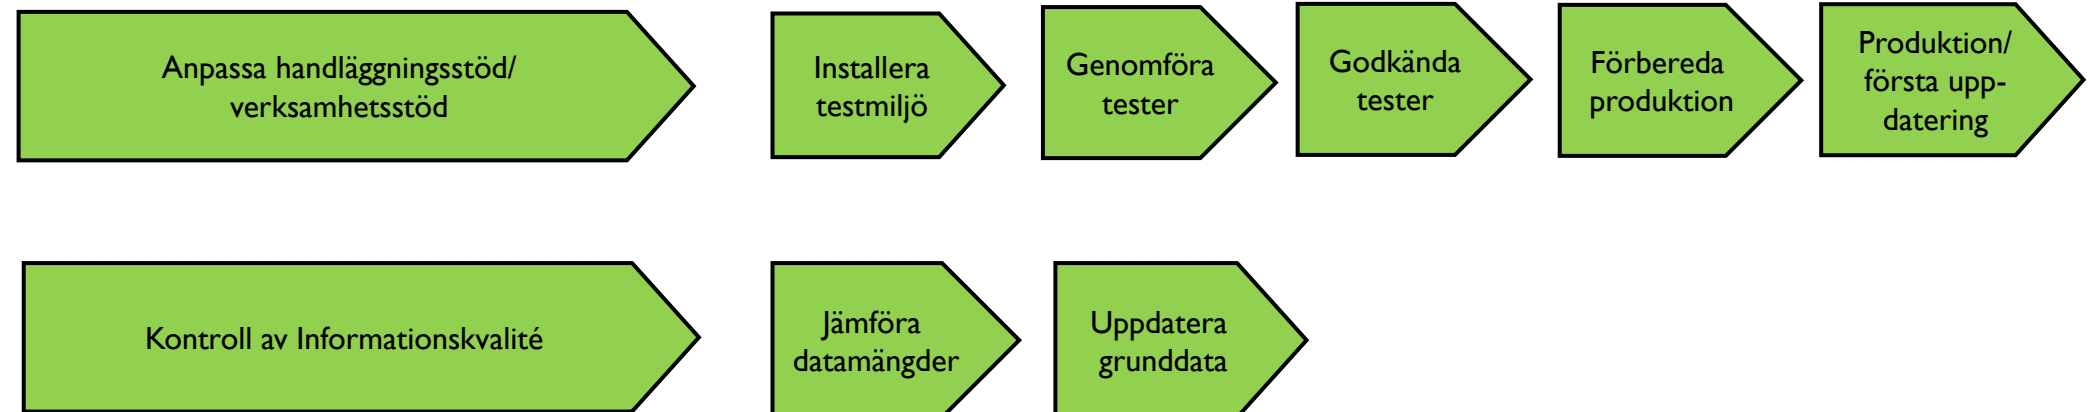 Anpassa handläggningsstöd/
verksamhetsstöd
Installera
testmiljö
Genomföra
tester
Godkända
tester
Förbereda
produktion
Produktion/
första upp-
datering
Kontroll av Informationskvalité
Jämföra
datamängder
Uppdatera
grunddata